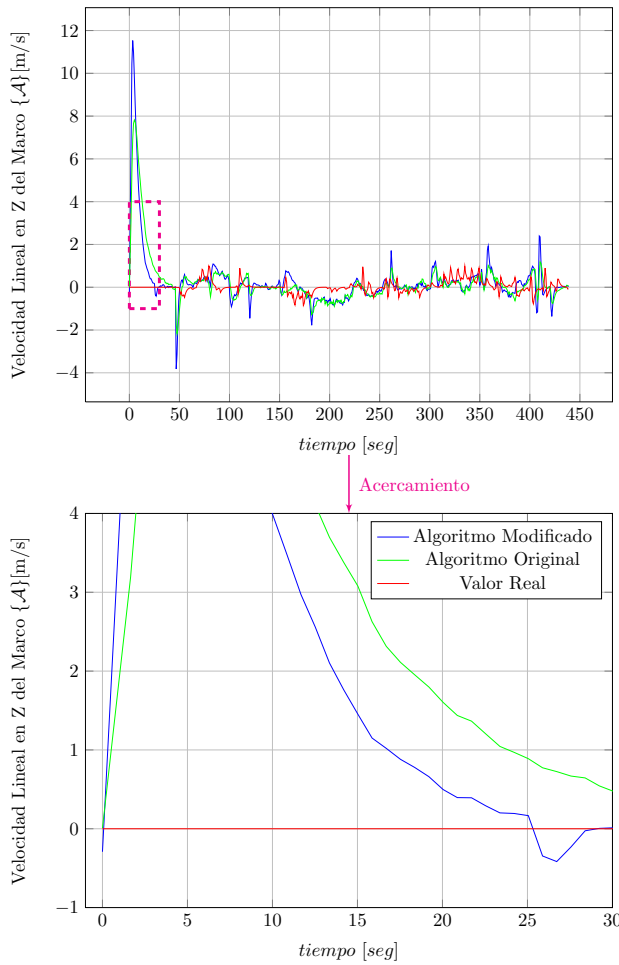 Velocidad Lineal en Z del Marco {𝒜}[m/s]
12
10
8
6
4
2
0
−2
−4
0 50 100 150 200 250 300 350 400 450
tiempo [seg]
Acercamiento
Velocidad Lineal en Z del Marco {𝒜}[m/s]
4
3
2
1
0
−1
Algoritmo Modificado
Algoritmo Original
Valor Real
0 5 10 15 20 25 30
tiempo [seg]